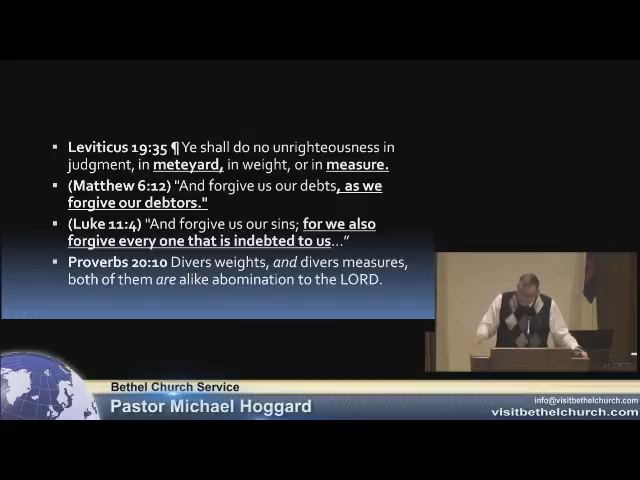 ▪ Leviticus 19:35 ¶ Ye shall do no unrighteousness in
judgment, in meteyard, in weight, or in measure.
▪ (Matthew 6:12) "And forgive us our debts, as we
forgive our debtors."
▪ (Luke 11:4) "And forgive us our sins; for we also
forgive every one that is indebted to us…"
▪ Proverbs 20:10 Divers weights, and divers measures,
both of them are alike abomination to the LORD.
Bethel Church Service
Pastor Michael Hoggard
info@visitbethelchurch.com
visitbethelchurch.com